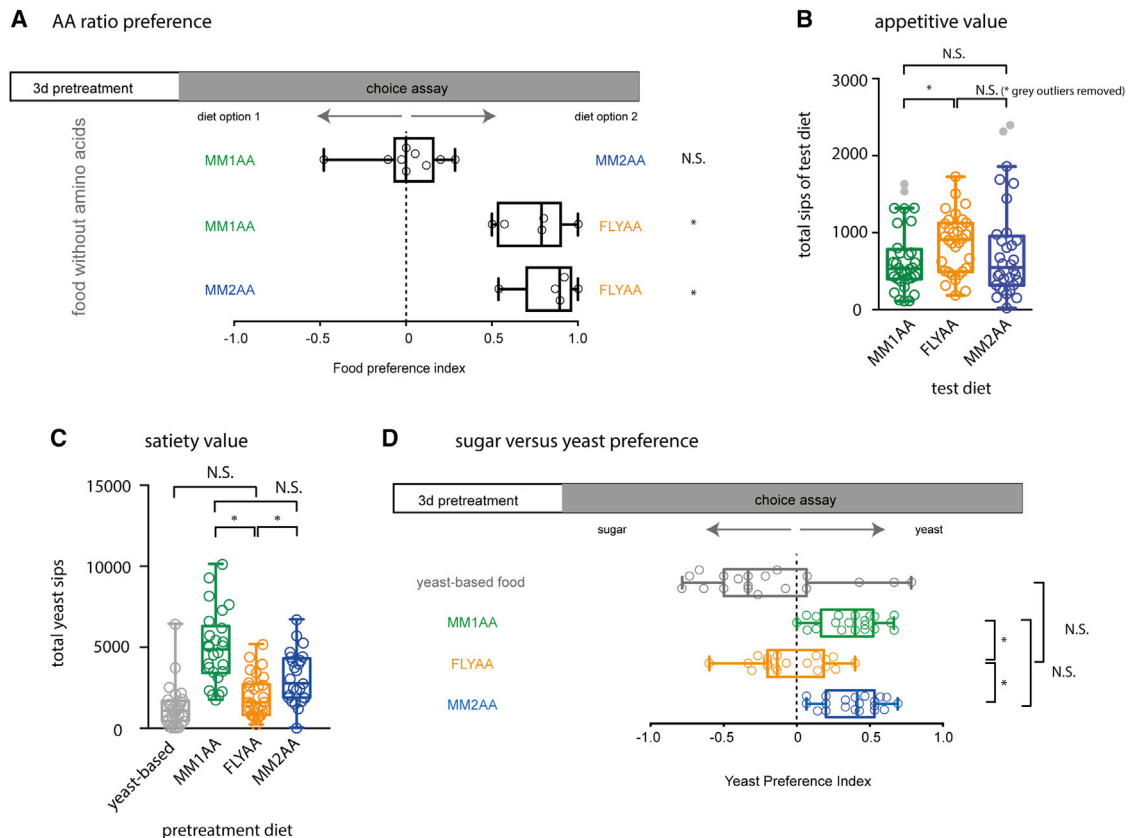 A AA ratio preference
3d pretreatment choice assay
food without amino acids
diet option 1 diet option 2
MM1AA MM2AA N.S.
MM1AA FLYAA *
MM2AA FLYAA *
-1.0 -0.5 0 0.5 1.0
Food preference index
B appetitive value
N.S.
* N.S. (* grey outliers removed)
total sips of test diet
3000
2000
1000
0
MM1AA FLYAA MM2AA
test diet
C satiety value
N.S. N.S.
* *
total yeast sips
15000
10000
5000
0
yeast-based MM1AA FLYAA MM2AA
pretreatment diet
D sugar versus yeast preference
3d pretreatment choice assay
sugar yeast
yeast-based food
MM1AA
FLYAA
MM2AA
* N.S.
* N.S.
-1.0 -0.5 0 0.5 1.0
Yeast Preference Index